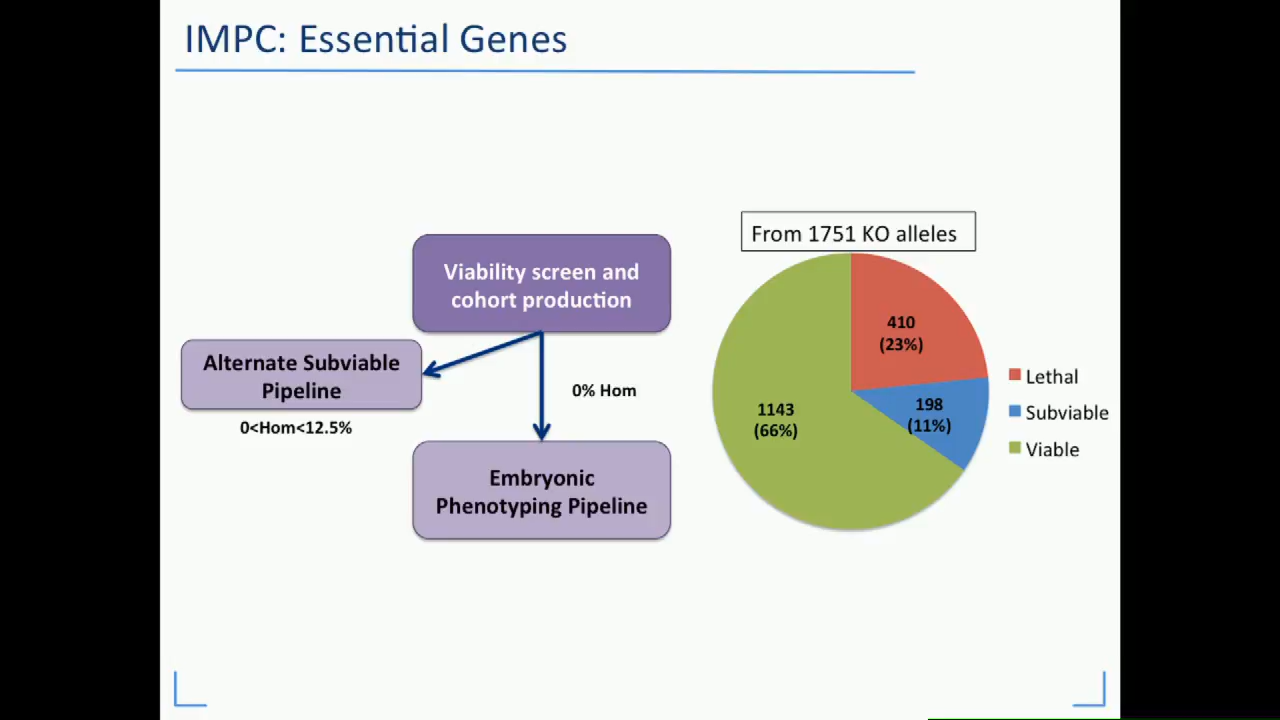 IMPC: Essential Genes
Viability screen and
cohort production
Alternate Subviable
Pipeline
0<Hom<12.5%
0% Hom
Embryonic
Phenotyping Pipeline
From 1751 KO alleles
410
(23%)
198
(11%)
1143
(66%)
Lethal
Subviable
Viable